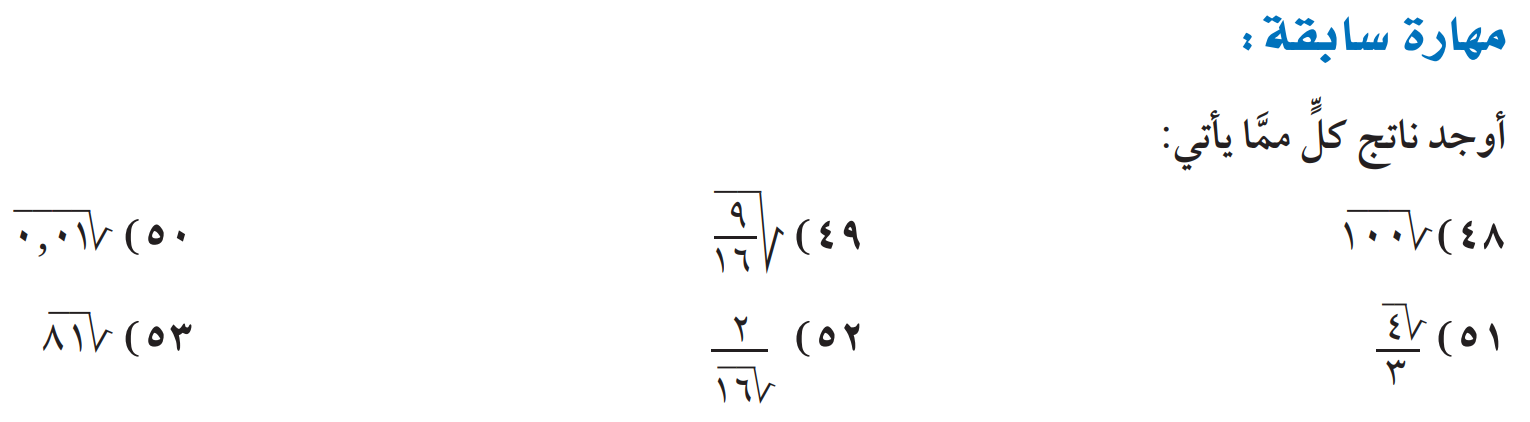 مهارة سابقة :
أوجد ناتج كلٍّ ممَّا يأتي:
٤٨) √١٠٠ ٤٩) √(٩/١٦) ٥٠) √٠,٠١
٥١) √٤/٣ ٥٢) ٢/√١٦ ٥٣) √٨١